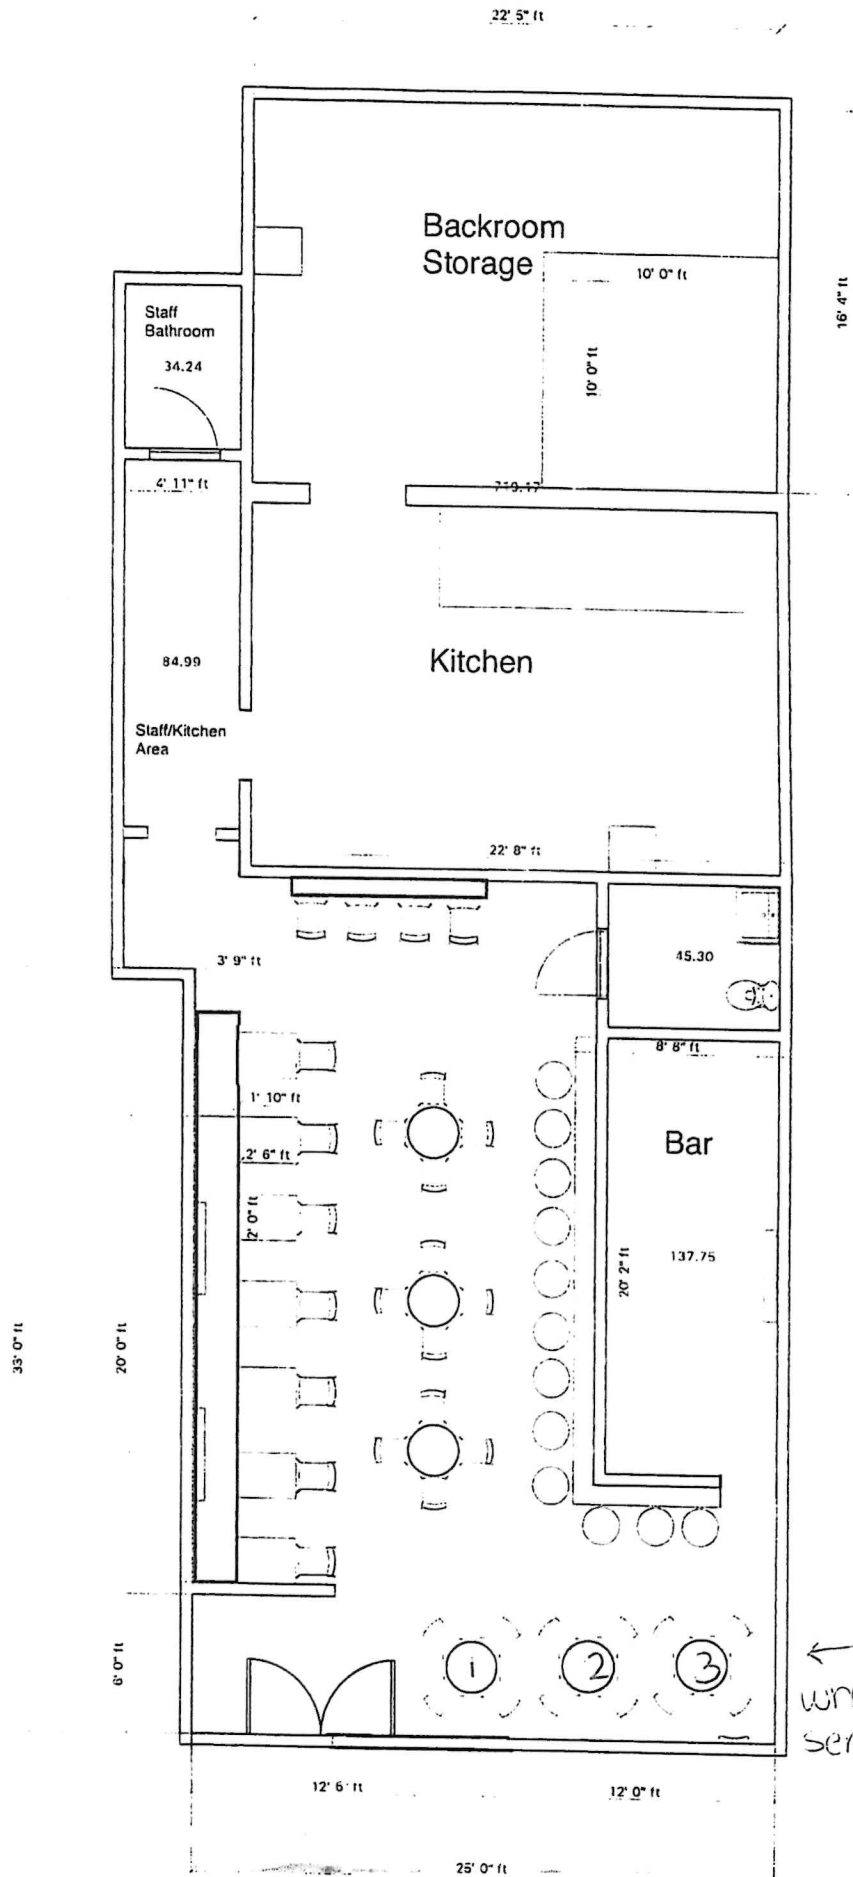 22' 5" ft
Backroom
Storage
10' 0" ft
16' 4" ft
10' 0" ft
Staff
Bathroom
34.24
4' 11" ft
719.17
84.99
Kitchen
Staff/Kitchen
Area
22' 8" ft
3' 9" ft
45.30
8' 8" ft
1' 10" ft
2' 6" ft
2' 0" ft
Bar
137.75
20' 2" ft
33' 0" ft
20' 0" ft
6' 0" ft
1
2
3
12' 6" ft
12' 0" ft
25' 0" ft